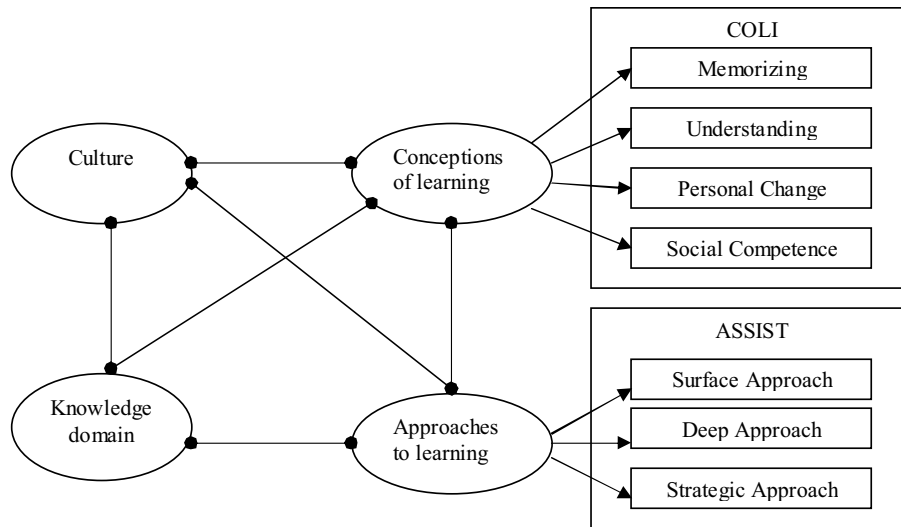 COLI
Memorizing
Understanding
Personal Change
Social Competence
Culture
Conceptions
of learning
ASSIST
Surface Approach
Deep Approach
Strategic Approach
Knowledge
domain
Approaches
to learning